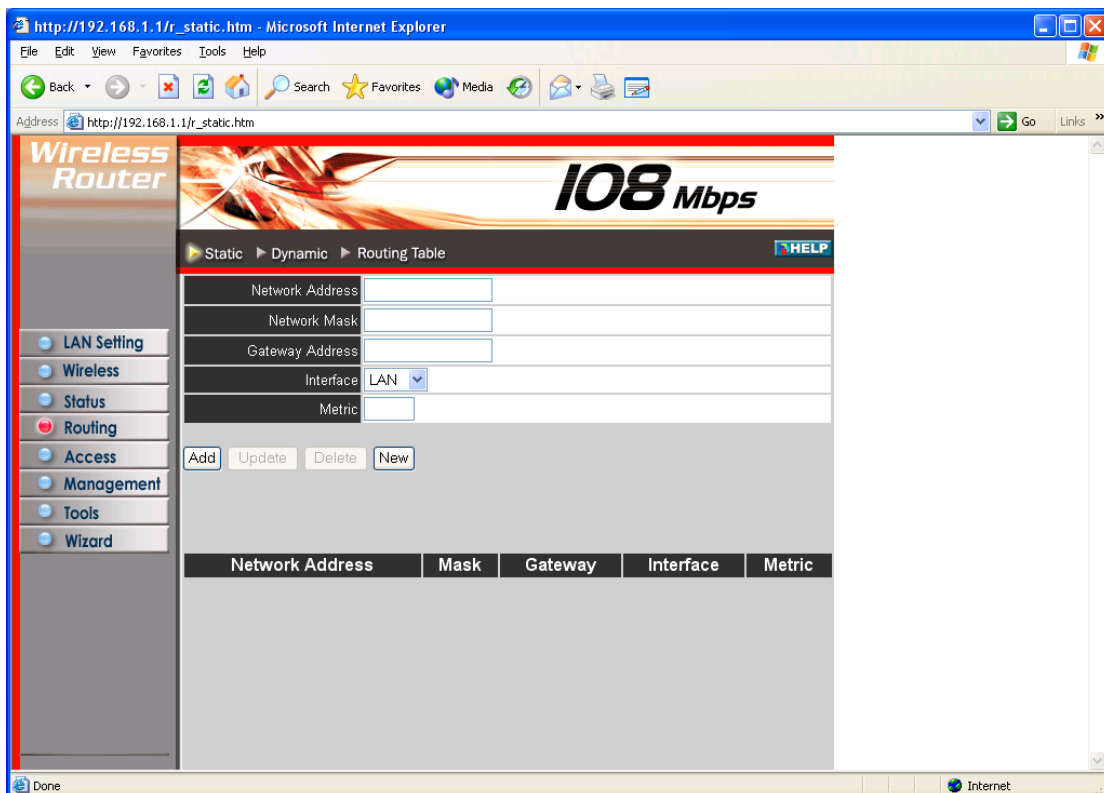 http://192.168.1.1/r_static.htm - Microsoft Internet Explorer
File Edit View Favorites Tools Help
Back Search Favorites Media
Address http://192.168.1.1/r_static.htm Go Links »
Wireless Router
108 Mbps
Static Dynamic Routing Table HELP
Network Address
Network Mask
Gateway Address
Interface LAN
Metric
LAN Setting
Wireless
Status
Routing
Access
Management
Tools
Wizard
Add Update Delete New
Network Address Mask Gateway Interface Metric
Done Internet